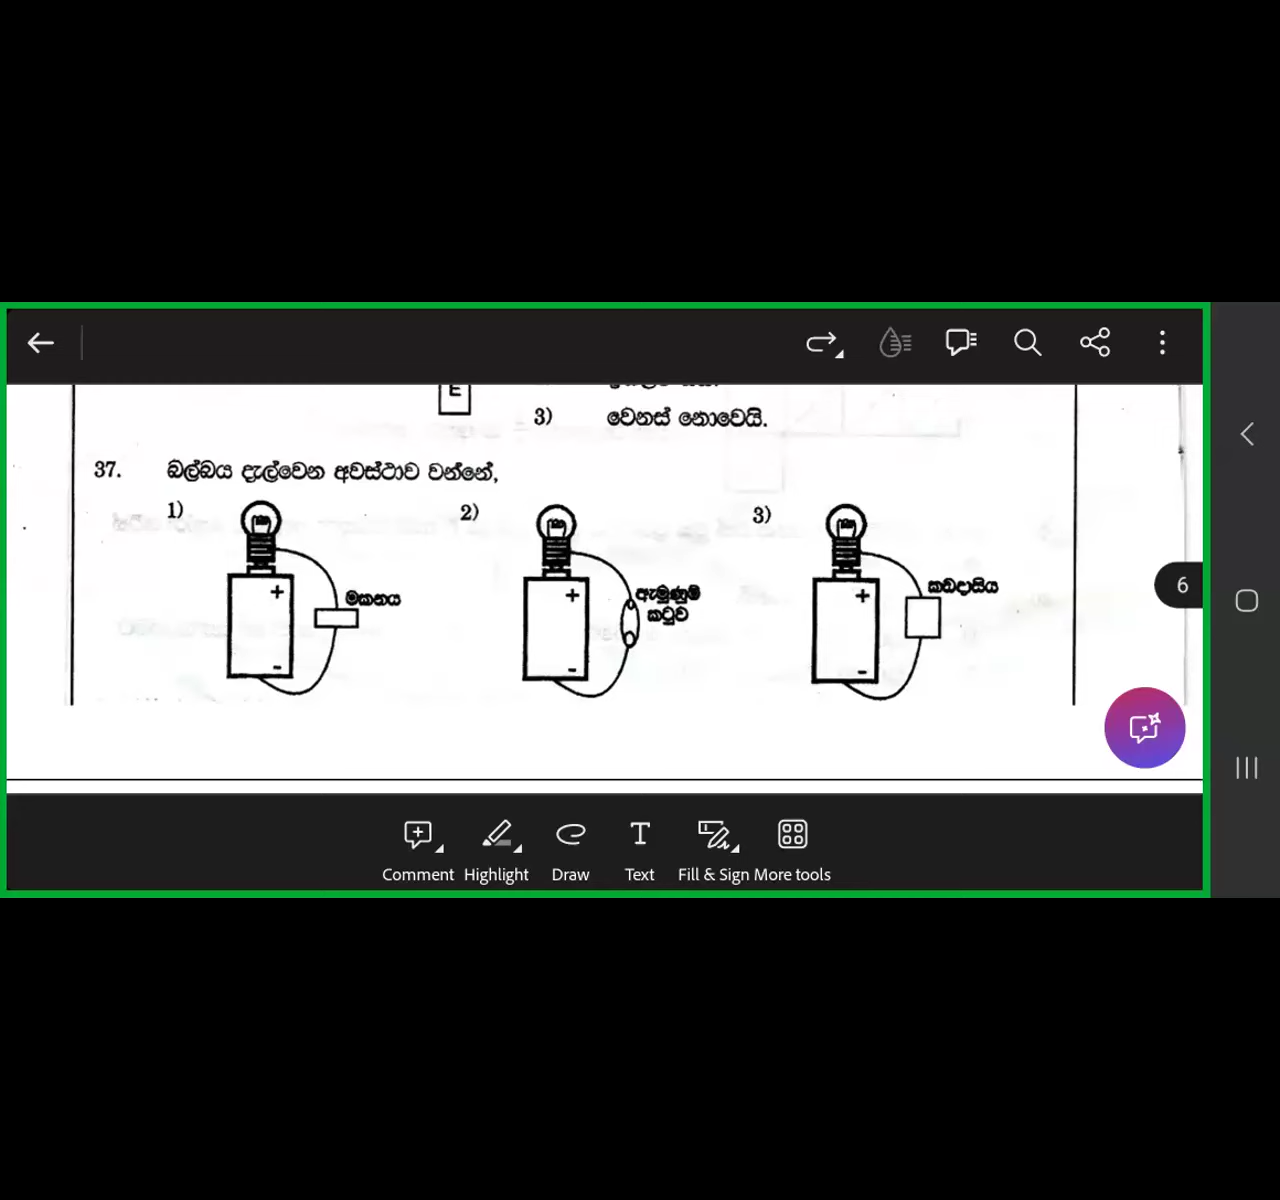 E
3) වෙනස් නොවෙයි.
37. බල්බය දැල්වෙන අවස්ථාව වන්නේ,
1) 2) 3)
+ මකනය
-
+ ඇමුණුම්
කටුව
-
+ කඩදාසිය
-
6
Comment Highlight Draw Text Fill & Sign More tools